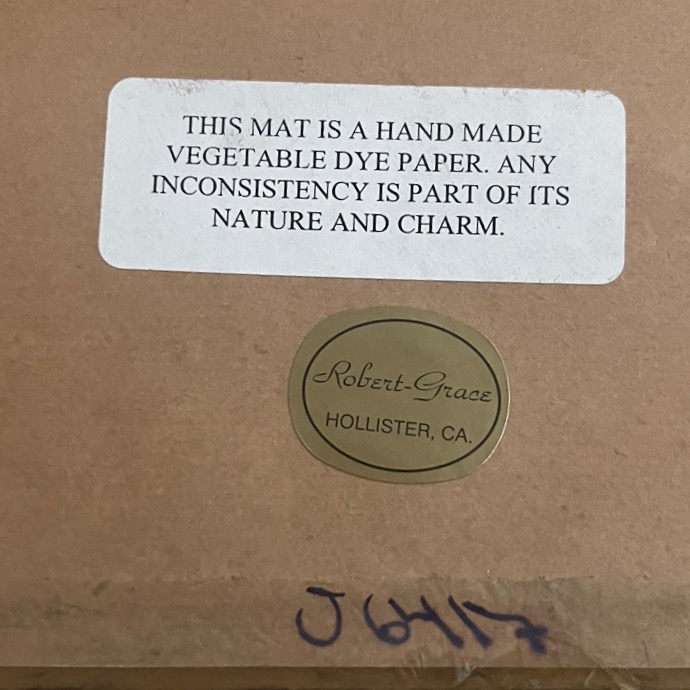 THIS MAT IS A HAND MADE
VEGETABLE DYE PAPER. ANY
INCONSISTENCY IS PART OF ITS
NATURE AND CHARM.
Robert-Grace
HOLLISTER, CA.
J6417